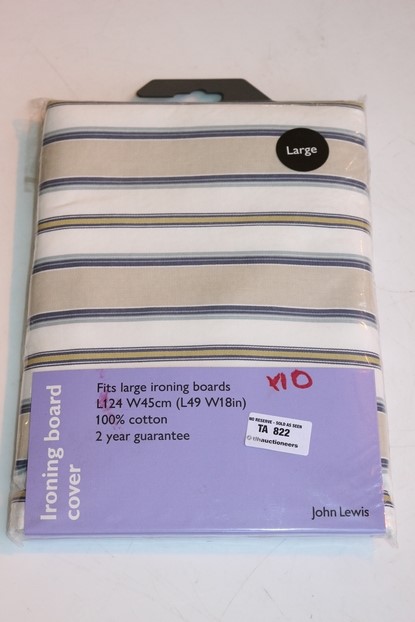 Large
Ironing board
cover
Fits large ironing boards
L124 W45cm (L49 W18in)
100% cotton
2 year guarantee
x10
NO RESERVE - SOLD AS SEEN
TA 822
tlhauctioneers
John Lewis